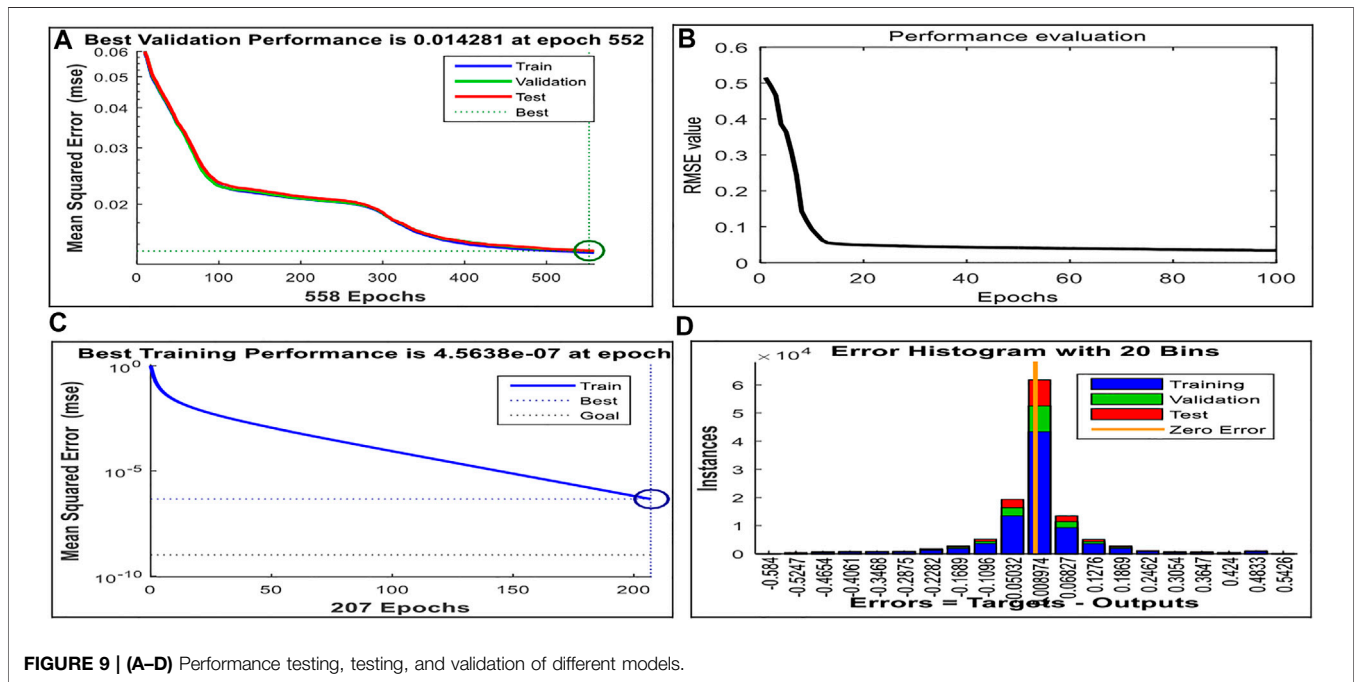 A
Best Validation Performance is 0.014281 at epoch 552
Mean Squared Error (mse)
0.06
0.05
0.04
0.03
0.02
Train
Validation
Test
Best
0
100
200
300
400
500
558 Epochs
B
Performance evaluation
RMSE value
0.6
0.5
0.4
0.3
0.2
0.1
0
0
20
40
60
80
100
Epochs
C
Best Training Performance is 4.5638e-07 at epoch
Mean Squared Error (mse)
10^0
10^-5
10^-10
Train
Best
Goal
0
50
100
150
200
207 Epochs
D
Error Histogram with 20 Bins
× 10^4
Instances
6
5
4
3
2
1
0
Training
Validation
Test
Zero Error
-0.584
-0.5247
-0.4654
-0.4061
-0.3468
-0.2875
-0.2282
-0.1689
-0.1096
0.05032
0.06827
0.1276
0.1869
0.2462
0.3054
0.3647
0.424
0.4833
0.5426
Errors = Targets - Outputs
FIGURE 9 | (A–D) Performance testing, testing, and validation of different models.